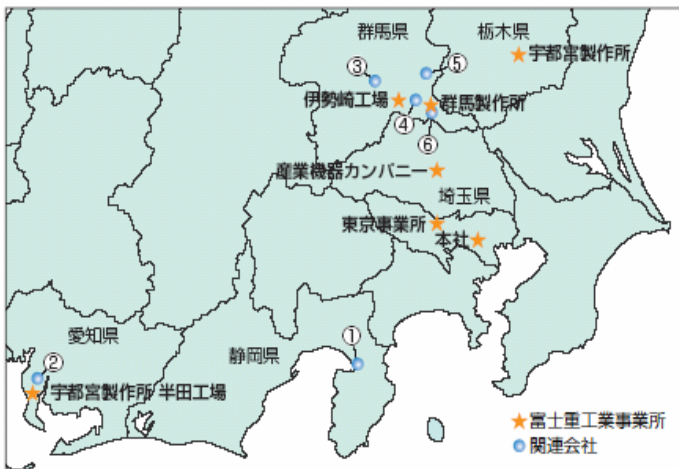 群馬県
栃木県
宇都宮製作所
③
⑤
伊勢崎工場
群馬製作所
④
⑥
産業機器カンパニー
埼玉県
東京事業所
本社
愛知県
①
静岡県
②
宇都宮製作所 半田工場
富士重工業事業所
関連会社